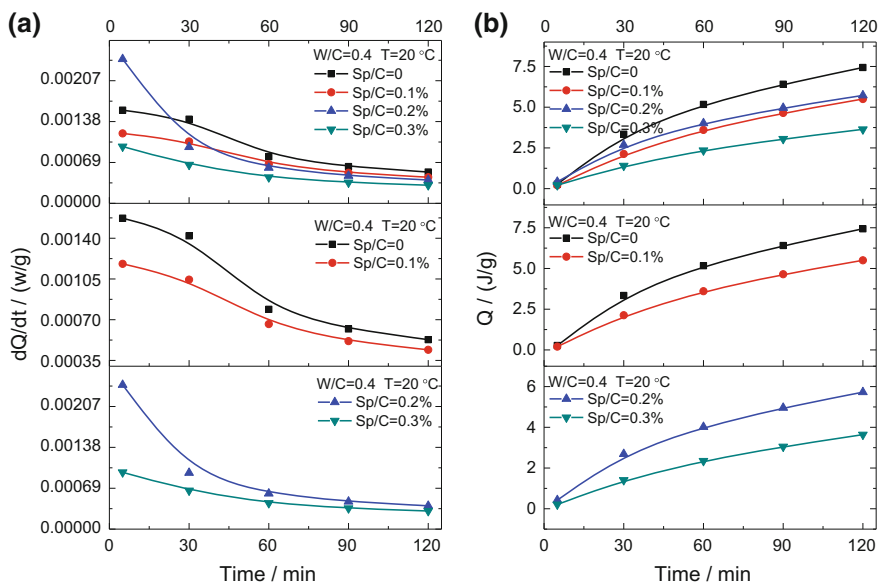 (a)
0 30 60 90 120
W/C=0.4 T=20 °C
Sp/C=0
Sp/C=0.1%
Sp/C=0.2%
Sp/C=0.3%
0.00207
0.00138
0.00069
0.00000
W/C=0.4 T=20 °C
Sp/C=0
Sp/C=0.1%
0.00140
0.00105
0.00070
0.00035
dQ/dt / (w/g)
W/C=0.4 T=20 °C
Sp/C=0.2%
Sp/C=0.3%
0.00207
0.00138
0.00069
0.00000
0 30 60 90 120
Time / min
(b)
0 30 60 90 120
W/C=0.4 T=20 °C
Sp/C=0
Sp/C=0.1%
Sp/C=0.2%
Sp/C=0.3%
7.5
5.0
2.5
0.0
W/C=0.4 T=20 °C
Sp/C=0
Sp/C=0.1%
7.5
5.0
2.5
0.0
Q / (J/g)
W/C=0.4 T=20 °C
Sp/C=0.2%
Sp/C=0.3%
6
4
2
0
0 30 60 90 120
Time / min